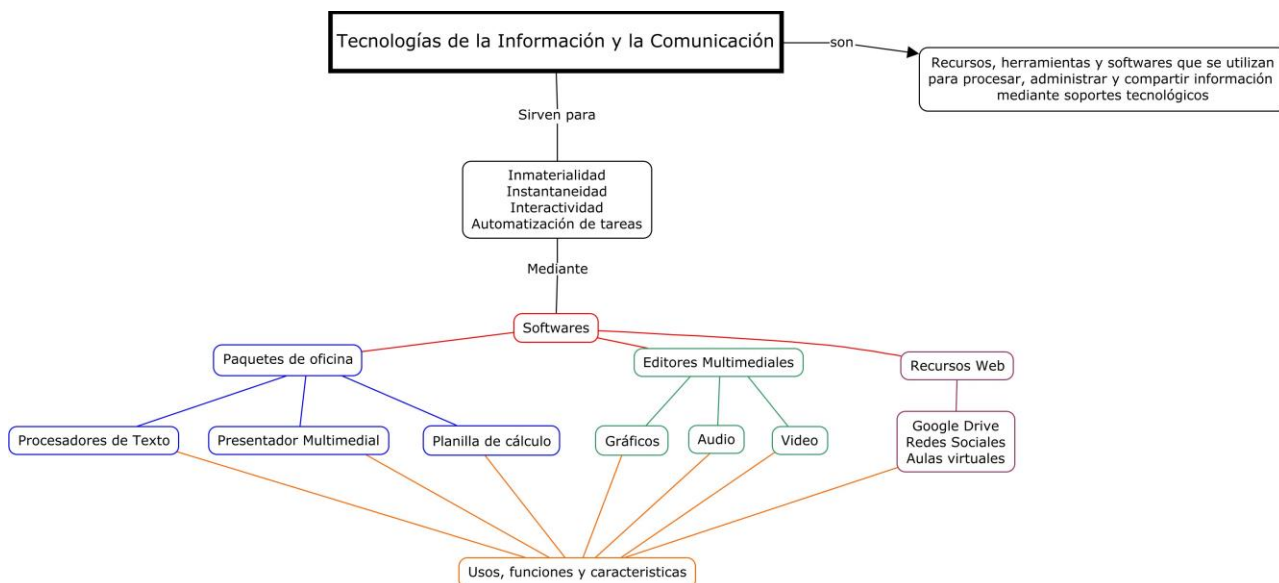 Tecnologías de la Información y la Comunicación
son
Recursos, herramientas y softwares que se utilizan
para procesar, administrar y compartir información
mediante soportes tecnológicos
Sirven para
Inmaterialidad
Instantaneidad
Interactividad
Automatización de tareas
Mediante
Softwares
Paquetes de oficina
Editores Multimediales
Recursos Web
Procesadores de Texto
Presentador Multimedial
Planilla de cálculo
Gráficos
Audio
Video
Google Drive
Redes Sociales
Aulas virtuales
Usos, funciones y caracteristicas